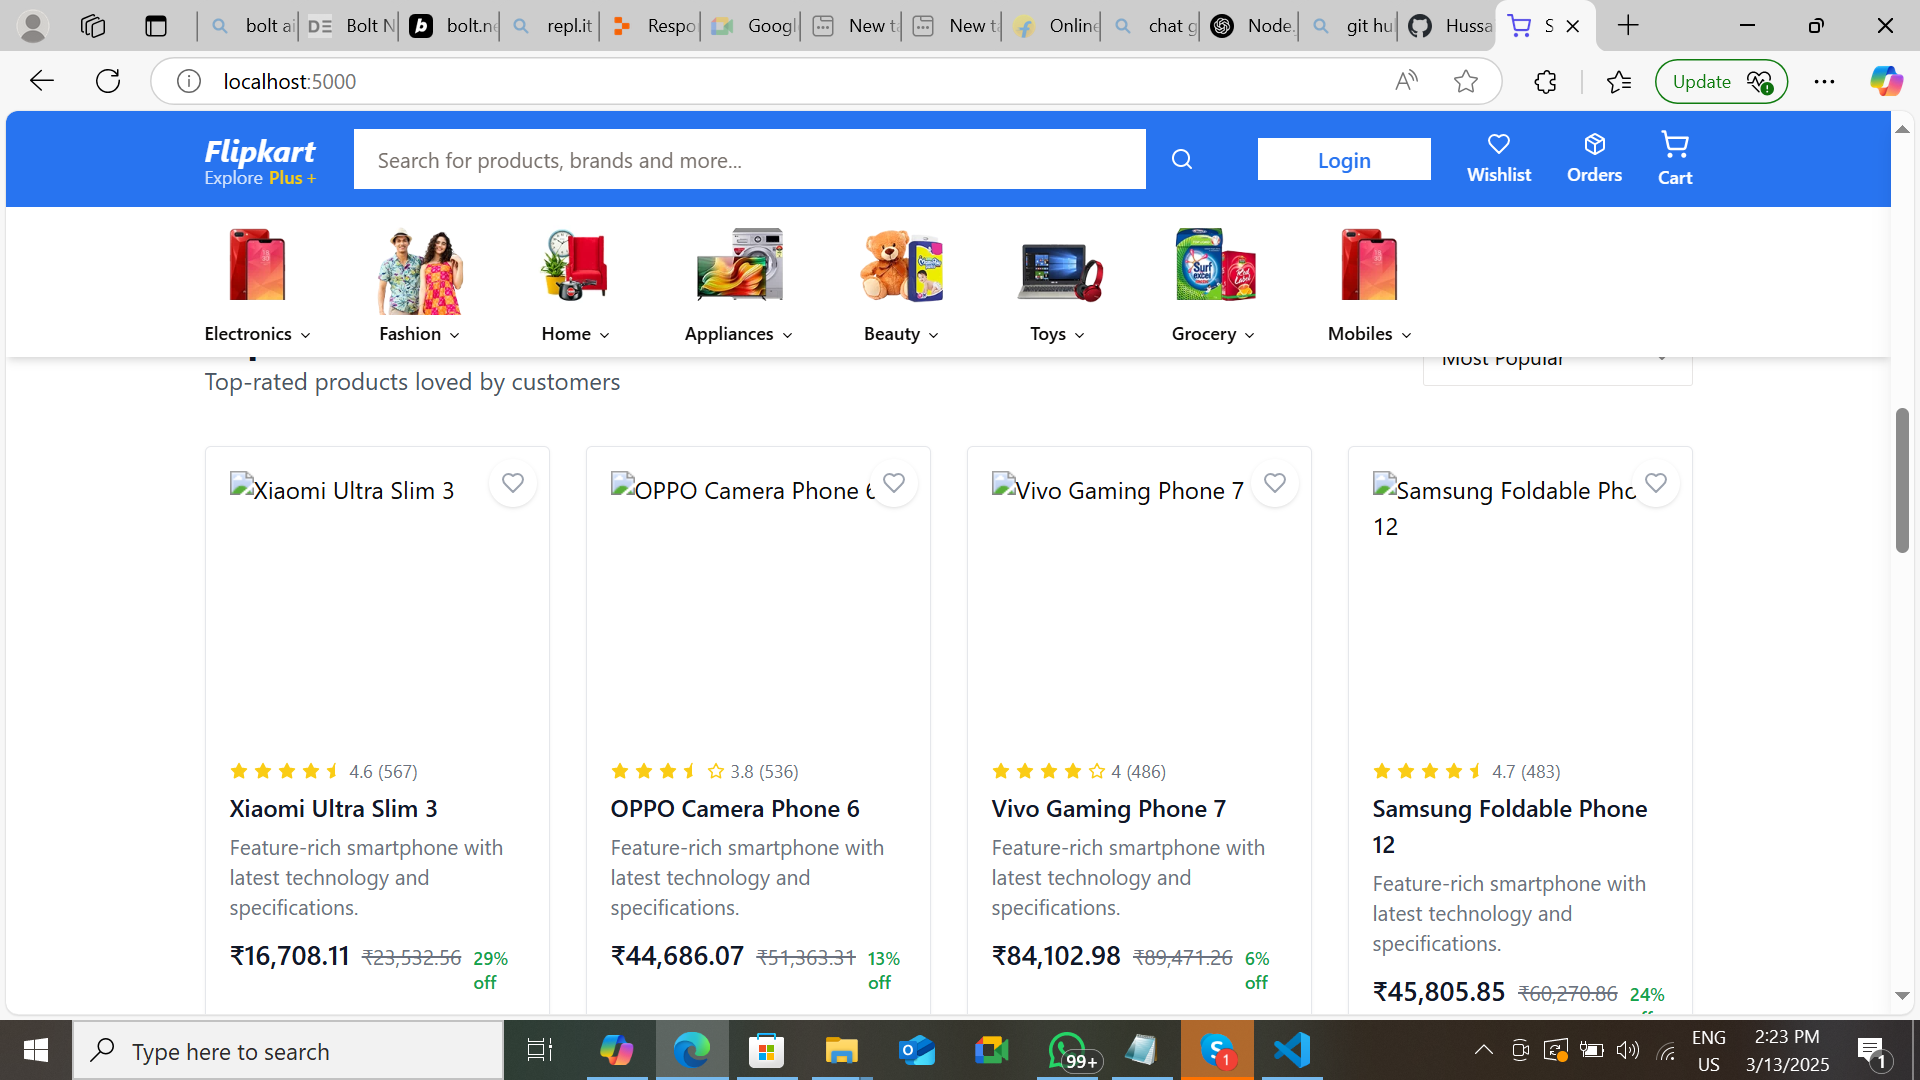 bolt ai
Bolt N
bolt.ne
repl.it
Respo
Googl
New ta
New ta
Online
chat g
Node.
git hul
Hussa
S
localhost:5000
Update
Flipkart
Explore Plus +
Search for products, brands and more...
Login
Wishlist
Orders
Cart
Electronics
Fashion
Home
Appliances
Beauty
Toys
Grocery
Mobiles
Most Popular
Top-rated products loved by customers
Xiaomi Ultra Slim 3
OPPO Camera Phone 6
Vivo Gaming Phone 7
Samsung Foldable Pho
12
4.6 (567)
3.8 (536)
4 (486)
4.7 (483)
Xiaomi Ultra Slim 3
OPPO Camera Phone 6
Vivo Gaming Phone 7
Samsung Foldable Phone
12
Feature-rich smartphone with
latest technology and
specifications.
Feature-rich smartphone with
latest technology and
specifications.
Feature-rich smartphone with
latest technology and
specifications.
Feature-rich smartphone with
latest technology and
specifications.
₹16,708.11 ₹23,532.56 29%
off
₹44,686.07 ₹51,363.31 13%
off
₹84,102.98 ₹89,471.26 6%
off
₹45,805.85 ₹60,270.86 24%
Type here to search
99+
1
ENG
US
2:23 PM
3/13/2025
1